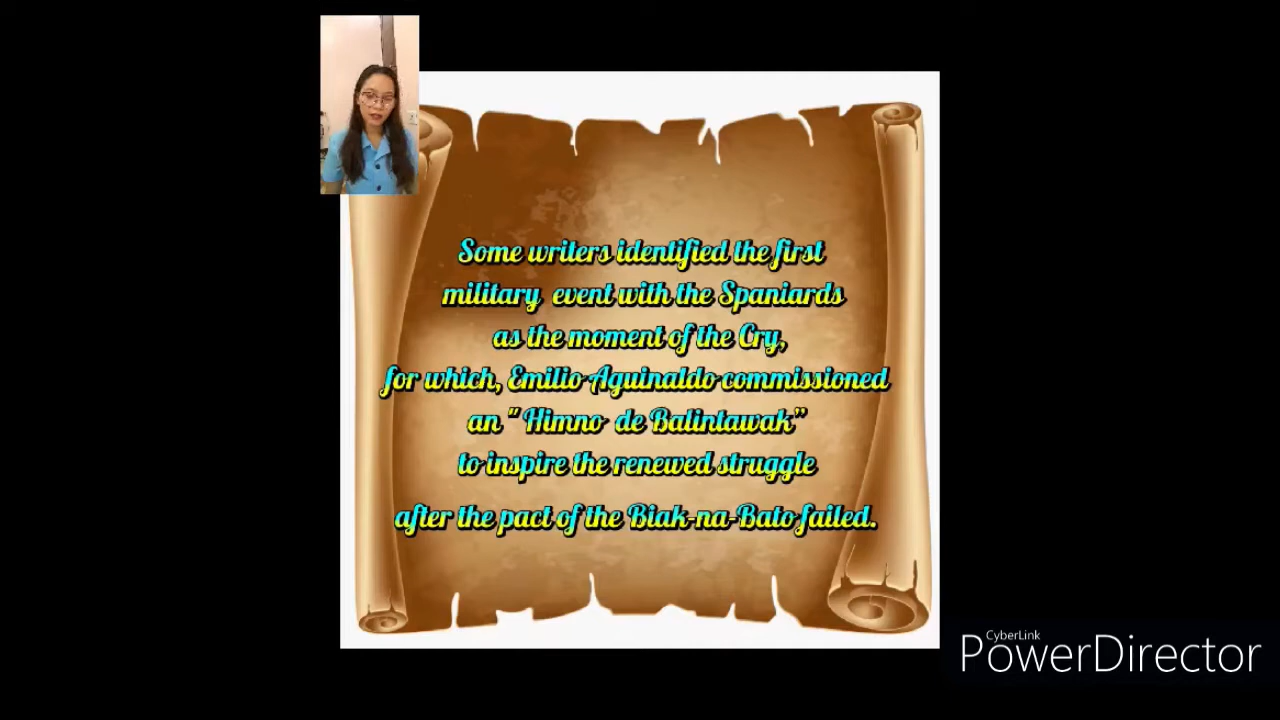 Some writers identified the first
military event with the Spaniards
as the moment of the Cry,
for which, Emilio Aguinaldo commissioned
an "Himno de Balintawak”
to inspire the renewed struggle
after the pact of the Biak-na-Bato failed.
CyberLink
PowerDirector